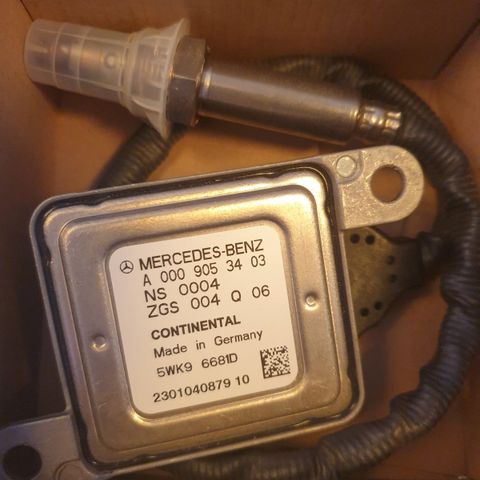 MERCEDES-BENZ
A 000 905 34 03
NS 0004
ZGS 004 Q 06
CONTINENTAL
Made in Germany
5WK9 6681D
2301040879 10